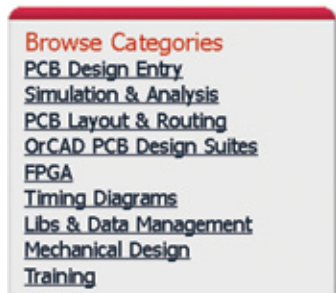 Browse Categories
PCB Design Entry
Simulation & Analysis
PCB Layout & Routing
OrCAD PCB Design Suites
FPGA
Timing Diagrams
Libs & Data Management
Mechanical Design
Training